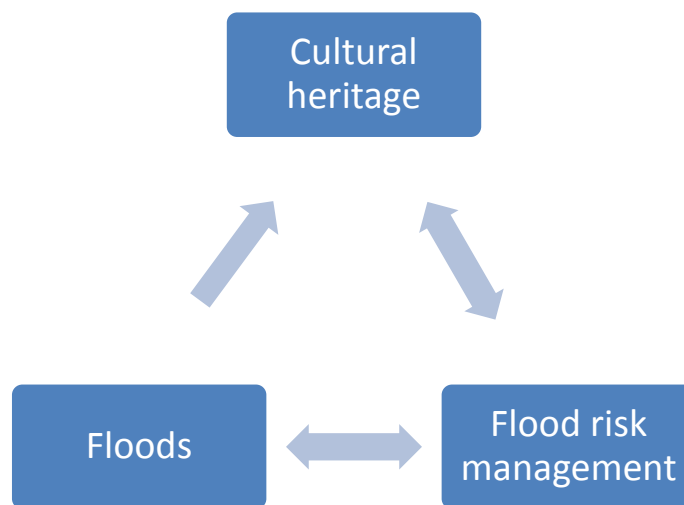 Cultural
heritage
Floods
Flood risk
management